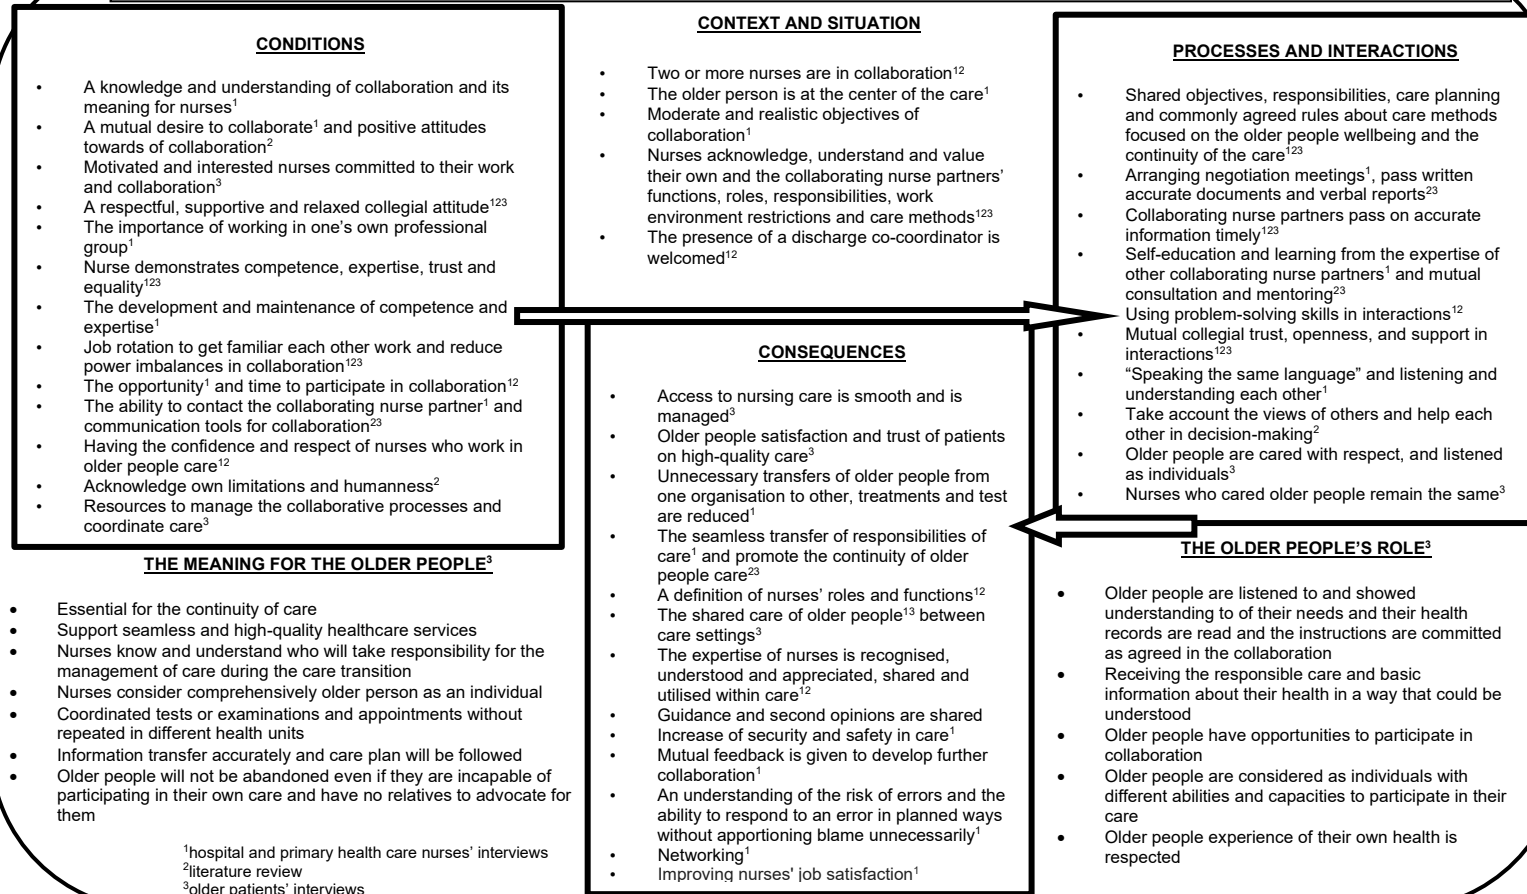 CONDITIONS
• A knowledge and understanding of collaboration and its
meaning for nurses¹
• A mutual desire to collaborate¹ and positive attitudes
towards of collaboration²
• Motivated and interested nurses committed to their work
and collaboration³
• A respectful, supportive and relaxed collegial attitude¹²³
• The importance of working in one’s own professional
group¹
• Nurse demonstrates competence, expertise, trust and
equality¹²³
• The development and maintenance of competence and
expertise¹
• Job rotation to get familiar each other work and reduce
power imbalances in collaboration¹²³
• The opportunity¹ and time to participate in collaboration¹²
• The ability to contact the collaborating nurse partner¹ and
communication tools for collaboration²³
• Having the confidence and respect of nurses who work in
older people care¹²
• Acknowledge own limitations and humanness²
• Resources to manage the collaborative processes and
coordinate care³
CONTEXT AND SITUATION
• Two or more nurses are in collaboration¹²
• The older person is at the center of the care¹
• Moderate and realistic objectives of
collaboration¹
• Nurses acknowledge, understand and value
their own and the collaborating nurse partners’
functions, roles, responsibilities, work
environment restrictions and care methods¹²³
• The presence of a discharge co-coordinator is
welcomed¹²
PROCESSES AND INTERACTIONS
• Shared objectives, responsibilities, care planning
and commonly agreed rules about care methods
focused on the older people wellbeing and the
continuity of the care¹²³
• Arranging negotiation meetings¹, pass written
accurate documents and verbal reports²³
• Collaborating nurse partners pass on accurate
information timely¹²³
• Self-education and learning from the expertise of
other collaborating nurse partners¹ and mutual
consultation and mentoring²³
• Using problem-solving skills in interactions¹²
• Mutual collegial trust, openness, and support in
interactions¹²³
• “Speaking the same language” and listening and
understanding each other¹
• Take account the views of others and help each
other in decision-making²
• Older people are cared with respect, and listened
as individuals³
• Nurses who cared older people remain the same³
CONSEQUENCES
• Access to nursing care is smooth and is
managed³
• Older people satisfaction and trust of patients
on high-quality care³
• Unnecessary transfers of older people from
one organisation to other, treatments and test
are reduced¹
• The seamless transfer of responsibilities of
care¹ and promote the continuity of older
people care²³
• A definition of nurses’ roles and functions¹²
• The shared care of older people¹³ between
care settings³
• The expertise of nurses is recognised,
understood and appreciated, shared and
utilised within care¹²
• Guidance and second opinions are shared
• Increase of security and safety in care¹
• Mutual feedback is given to develop further
collaboration¹
• An understanding of the risk of errors and the
ability to respond to an error in planned ways
without apportioning blame unnecessarily¹
• Networking¹
• Improving nurses' job satisfaction¹
THE MEANING FOR THE OLDER PEOPLE³
• Essential for the continuity of care
• Support seamless and high-quality healthcare services
• Nurses know and understand who will take responsibility for the
management of care during the care transition
• Nurses consider comprehensively older person as an individual
• Coordinated tests or examinations and appointments without
repeated in different health units
• Information transfer accurately and care plan will be followed
• Older people will not be abandoned even if they are incapable of
participating in their own care and have no relatives to advocate for
them
¹hospital and primary health care nurses’ interviews
²literature review
³older patients’ interviews
THE OLDER PEOPLE’S ROLE³
• Older people are listened to and showed
understanding to of their needs and their health
records are read and the instructions are committed
as agreed in the collaboration
• Receiving the responsible care and basic
information about their health in a way that could be
understood
• Older people have opportunities to participate in
collaboration
• Older people are considered as individuals with
different abilities and capacities to participate in their
care
• Older people experience of their own health is
respected